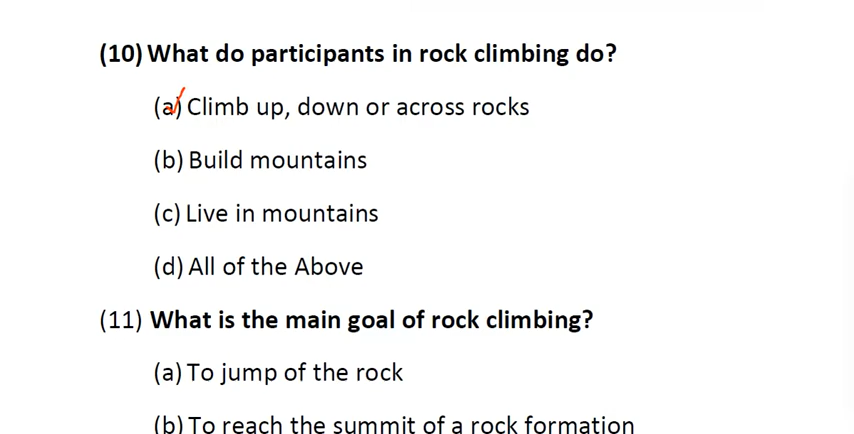 (10) What do participants in rock climbing do?
(a) Climb up, down or across rocks
(b) Build mountains
(c) Live in mountains
(d) All of the Above
(11) What is the main goal of rock climbing?
(a) To jump of the rock
(b) To reach the summit of a rock formation